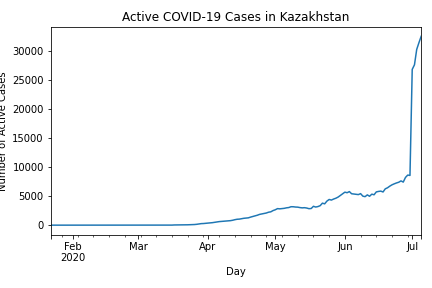 Active COVID-19 Cases in Kazakhstan
Number of Active Cases
30000
25000
20000
15000
10000
5000
0
Feb
2020
Mar
Apr
May
Jun
Jul
Day